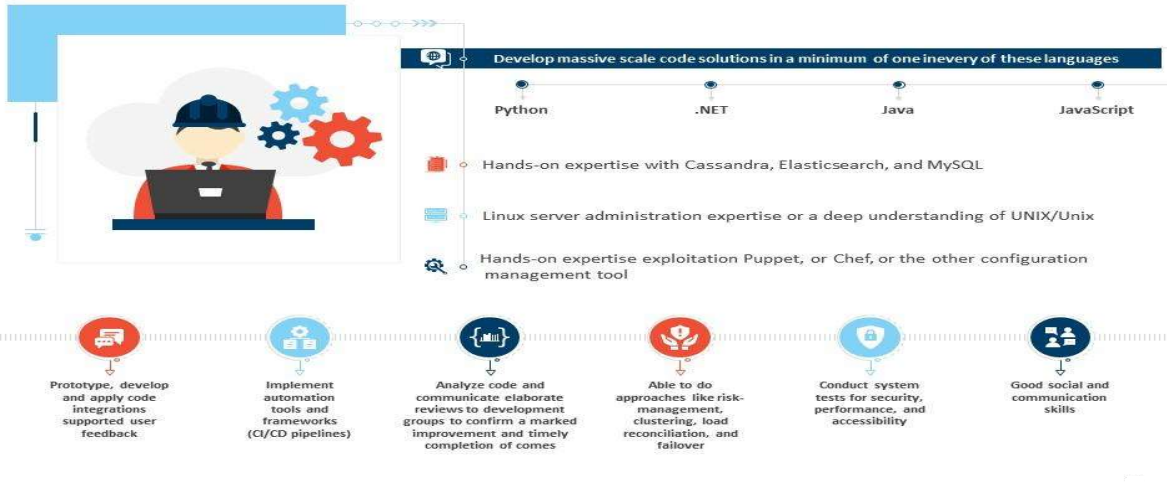 Develop massive scale code solutions in a minimum of one inevery of these languages
Python
.NET
Java
JavaScript
Hands-on expertise with Cassandra, Elasticsearch, and MySQL
Linux server administration expertise or a deep understanding of UNIX/Unix
Hands-on expertise exploitation Puppet, or Chef, or the other configuration
management tool
Prototype, develop
and apply code
integrations
supported user
feedback
Implement
automation
tools and
frameworks
(CI/CD pipelines)
Analyze code and
communicate elaborate
reviews to development
groups to confirm a marked
improvement and timely
completion of comes
Able to do
approaches like risk-
management,
clustering, load
reconciliation, and
failover
Conduct system
tests for security,
performance, and
accessibility
Good social and
communication
skills